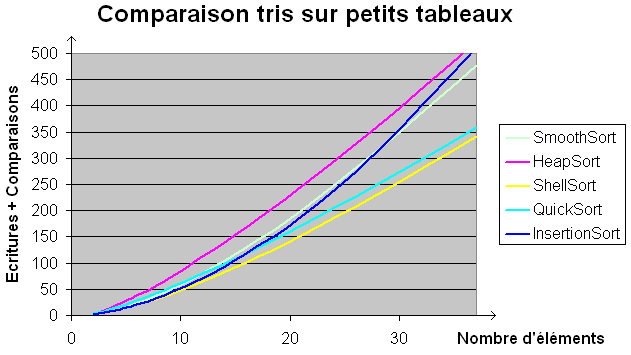 Comparaison tris sur petits tableaux
Ecritures + Comparaisons
500
450
400
350
300
250
200
150
100
50
0
0
10
20
30
Nombre d'éléments
SmoothSort
HeapSort
ShellSort
QuickSort
InsertionSort